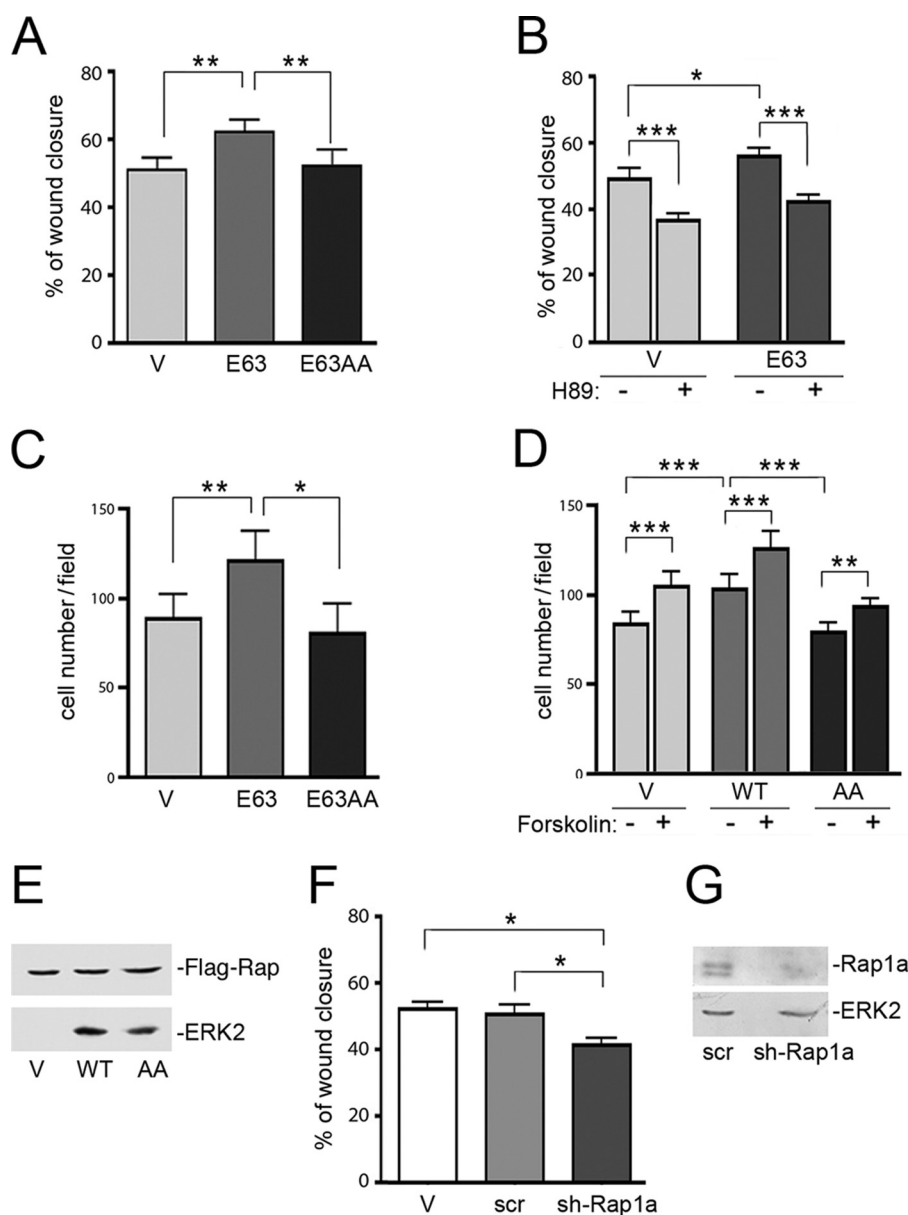 A
** **
% of wound closure
80
60
40
20
0
V E63 E63AA
B
*
*** ***
% of wound closure
80
60
40
20
0
V E63
H89: - + - +
C
** *
cell number / field
150
100
50
0
V E63 E63AA
D
*** ***
*** *** **
cell number / field
150
100
50
0
V WT AA
Forskolin: - + - + - +
E
-Flag-Rap
-ERK2
V WT AA
F
*
*
% of wound closure
80
60
40
20
0
V scr sh-Rap1a
G
-Rap1a
-ERK2
scr sh-Rap1a